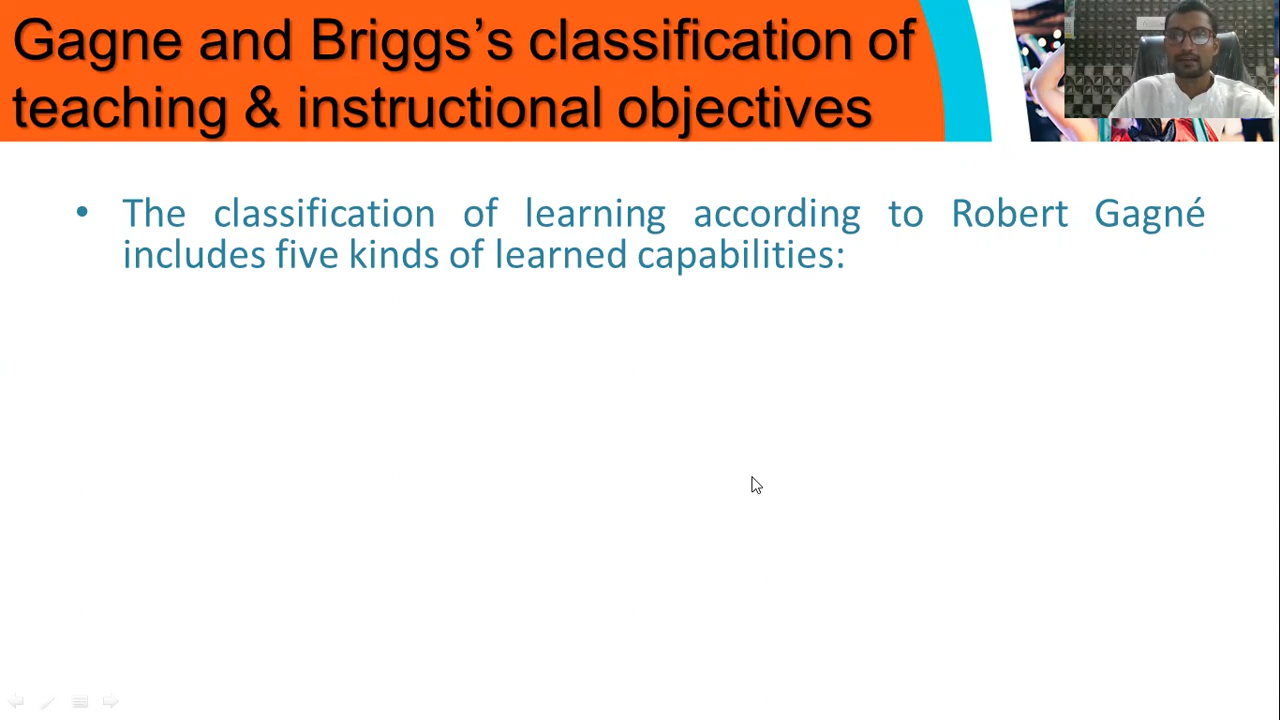 Gagne and Briggs’s classification of
teaching & instructional objectives
• The classification of learning according to Robert Gagné
includes five kinds of learned capabilities: